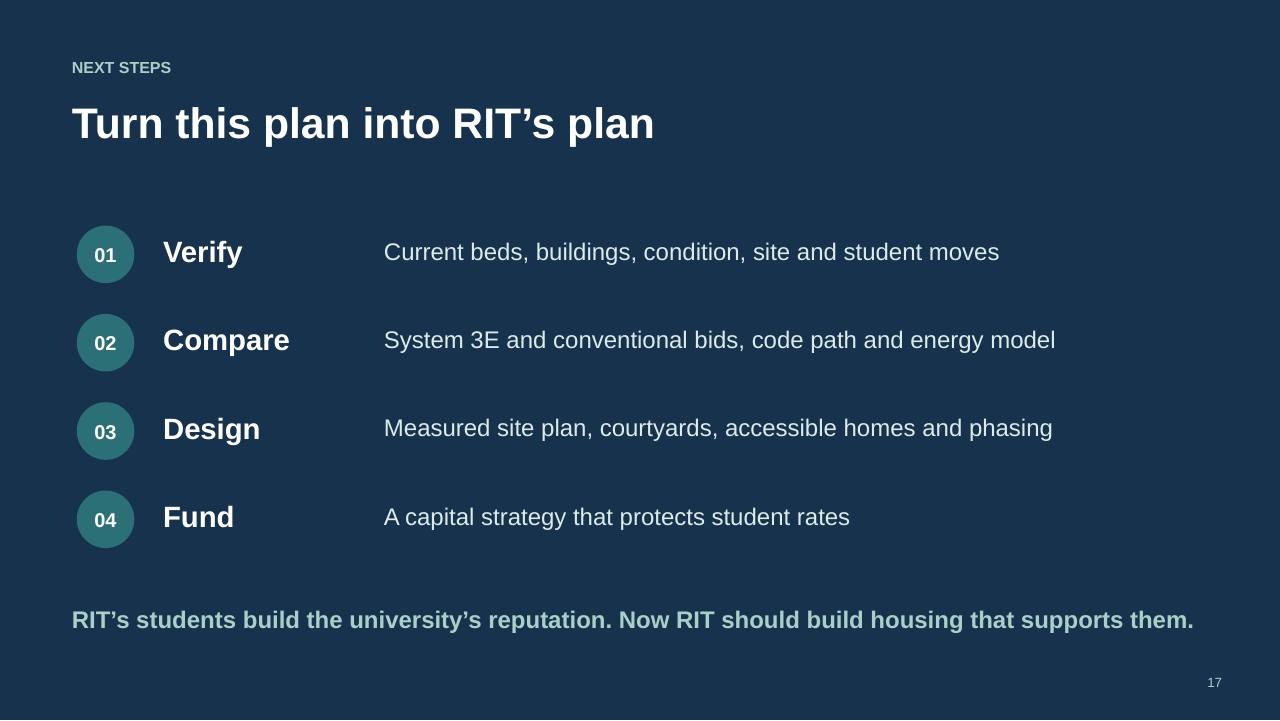 NEXT STEPS
Turn this plan into RIT’s plan
01 Verify Current beds, buildings, condition, site and student moves
02 Compare System 3E and conventional bids, code path and energy model
03 Design Measured site plan, courtyards, accessible homes and phasing
04 Fund A capital strategy that protects student rates
RIT’s students build the university’s reputation. Now RIT should build housing that supports them.
17